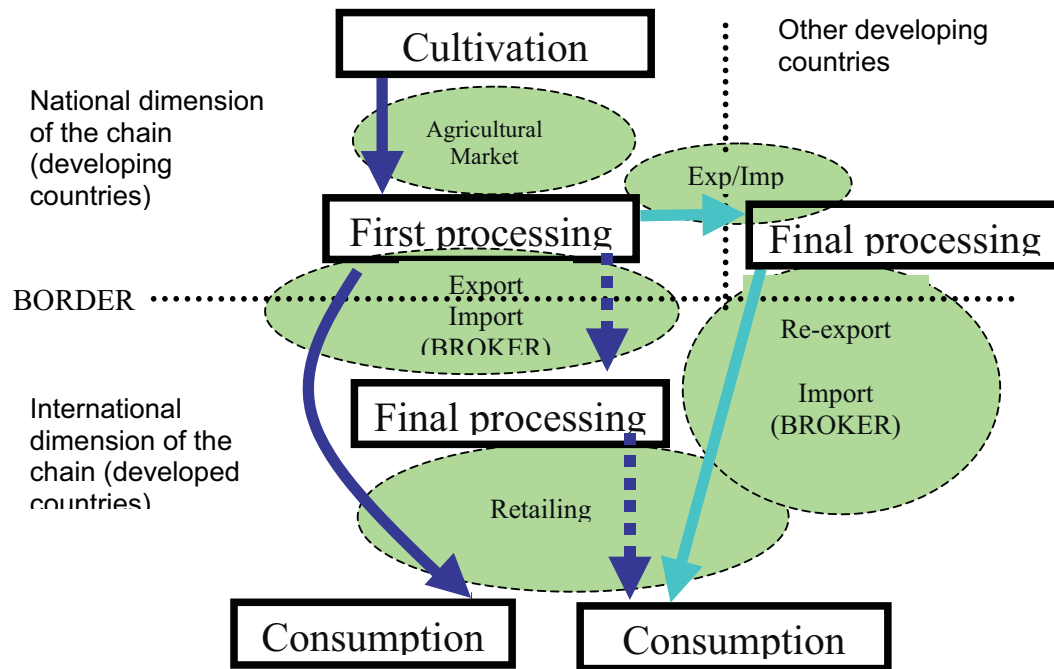 Cultivation
Other developing
countries
National dimension
of the chain
(developing
countries)
Agricultural
Market
Exp/Imp
First processing
Final processing
BORDER
Export
Import
(BROKER)
Re-export
Import
(BROKER)
Final processing
International
dimension of the
chain (developed
countries)
Retailing
Consumption
Consumption